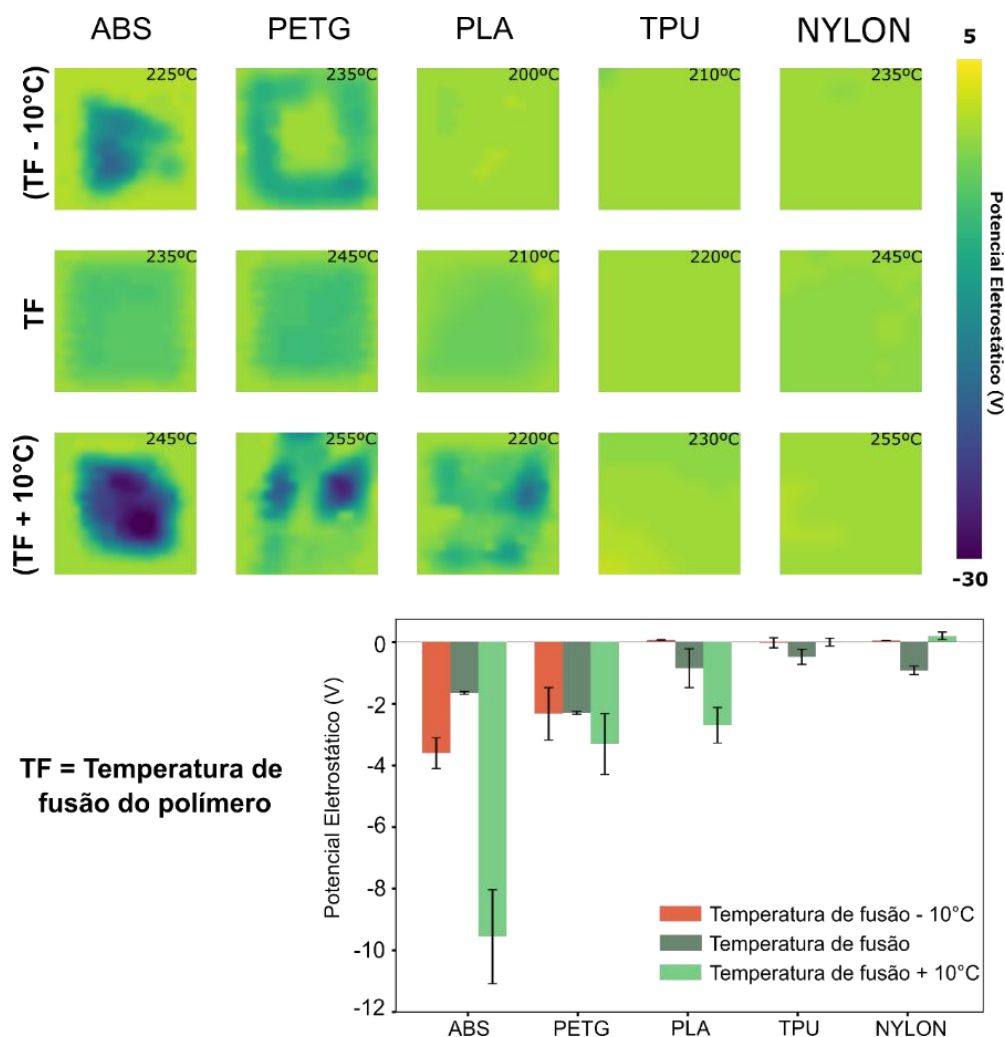 ABS PETG PLA TPU NYLON
5
(TF - 10°C)
225ºC 235ºC 200ºC 210ºC 235ºC
TF
235ºC 245ºC 210ºC 220ºC 245ºC
(TF + 10°C)
245ºC 255ºC 220ºC 230ºC 255ºC
Potencial Eletrostático (V)
-30
TF = Temperatura de
fusão do polímero
Potencial Eletrostático (V)
0
-2
-4
-6
-8
-10
-12
Temperatura de fusão - 10°C
Temperatura de fusão
Temperatura de fusão + 10°C
ABS PETG PLA TPU NYLON